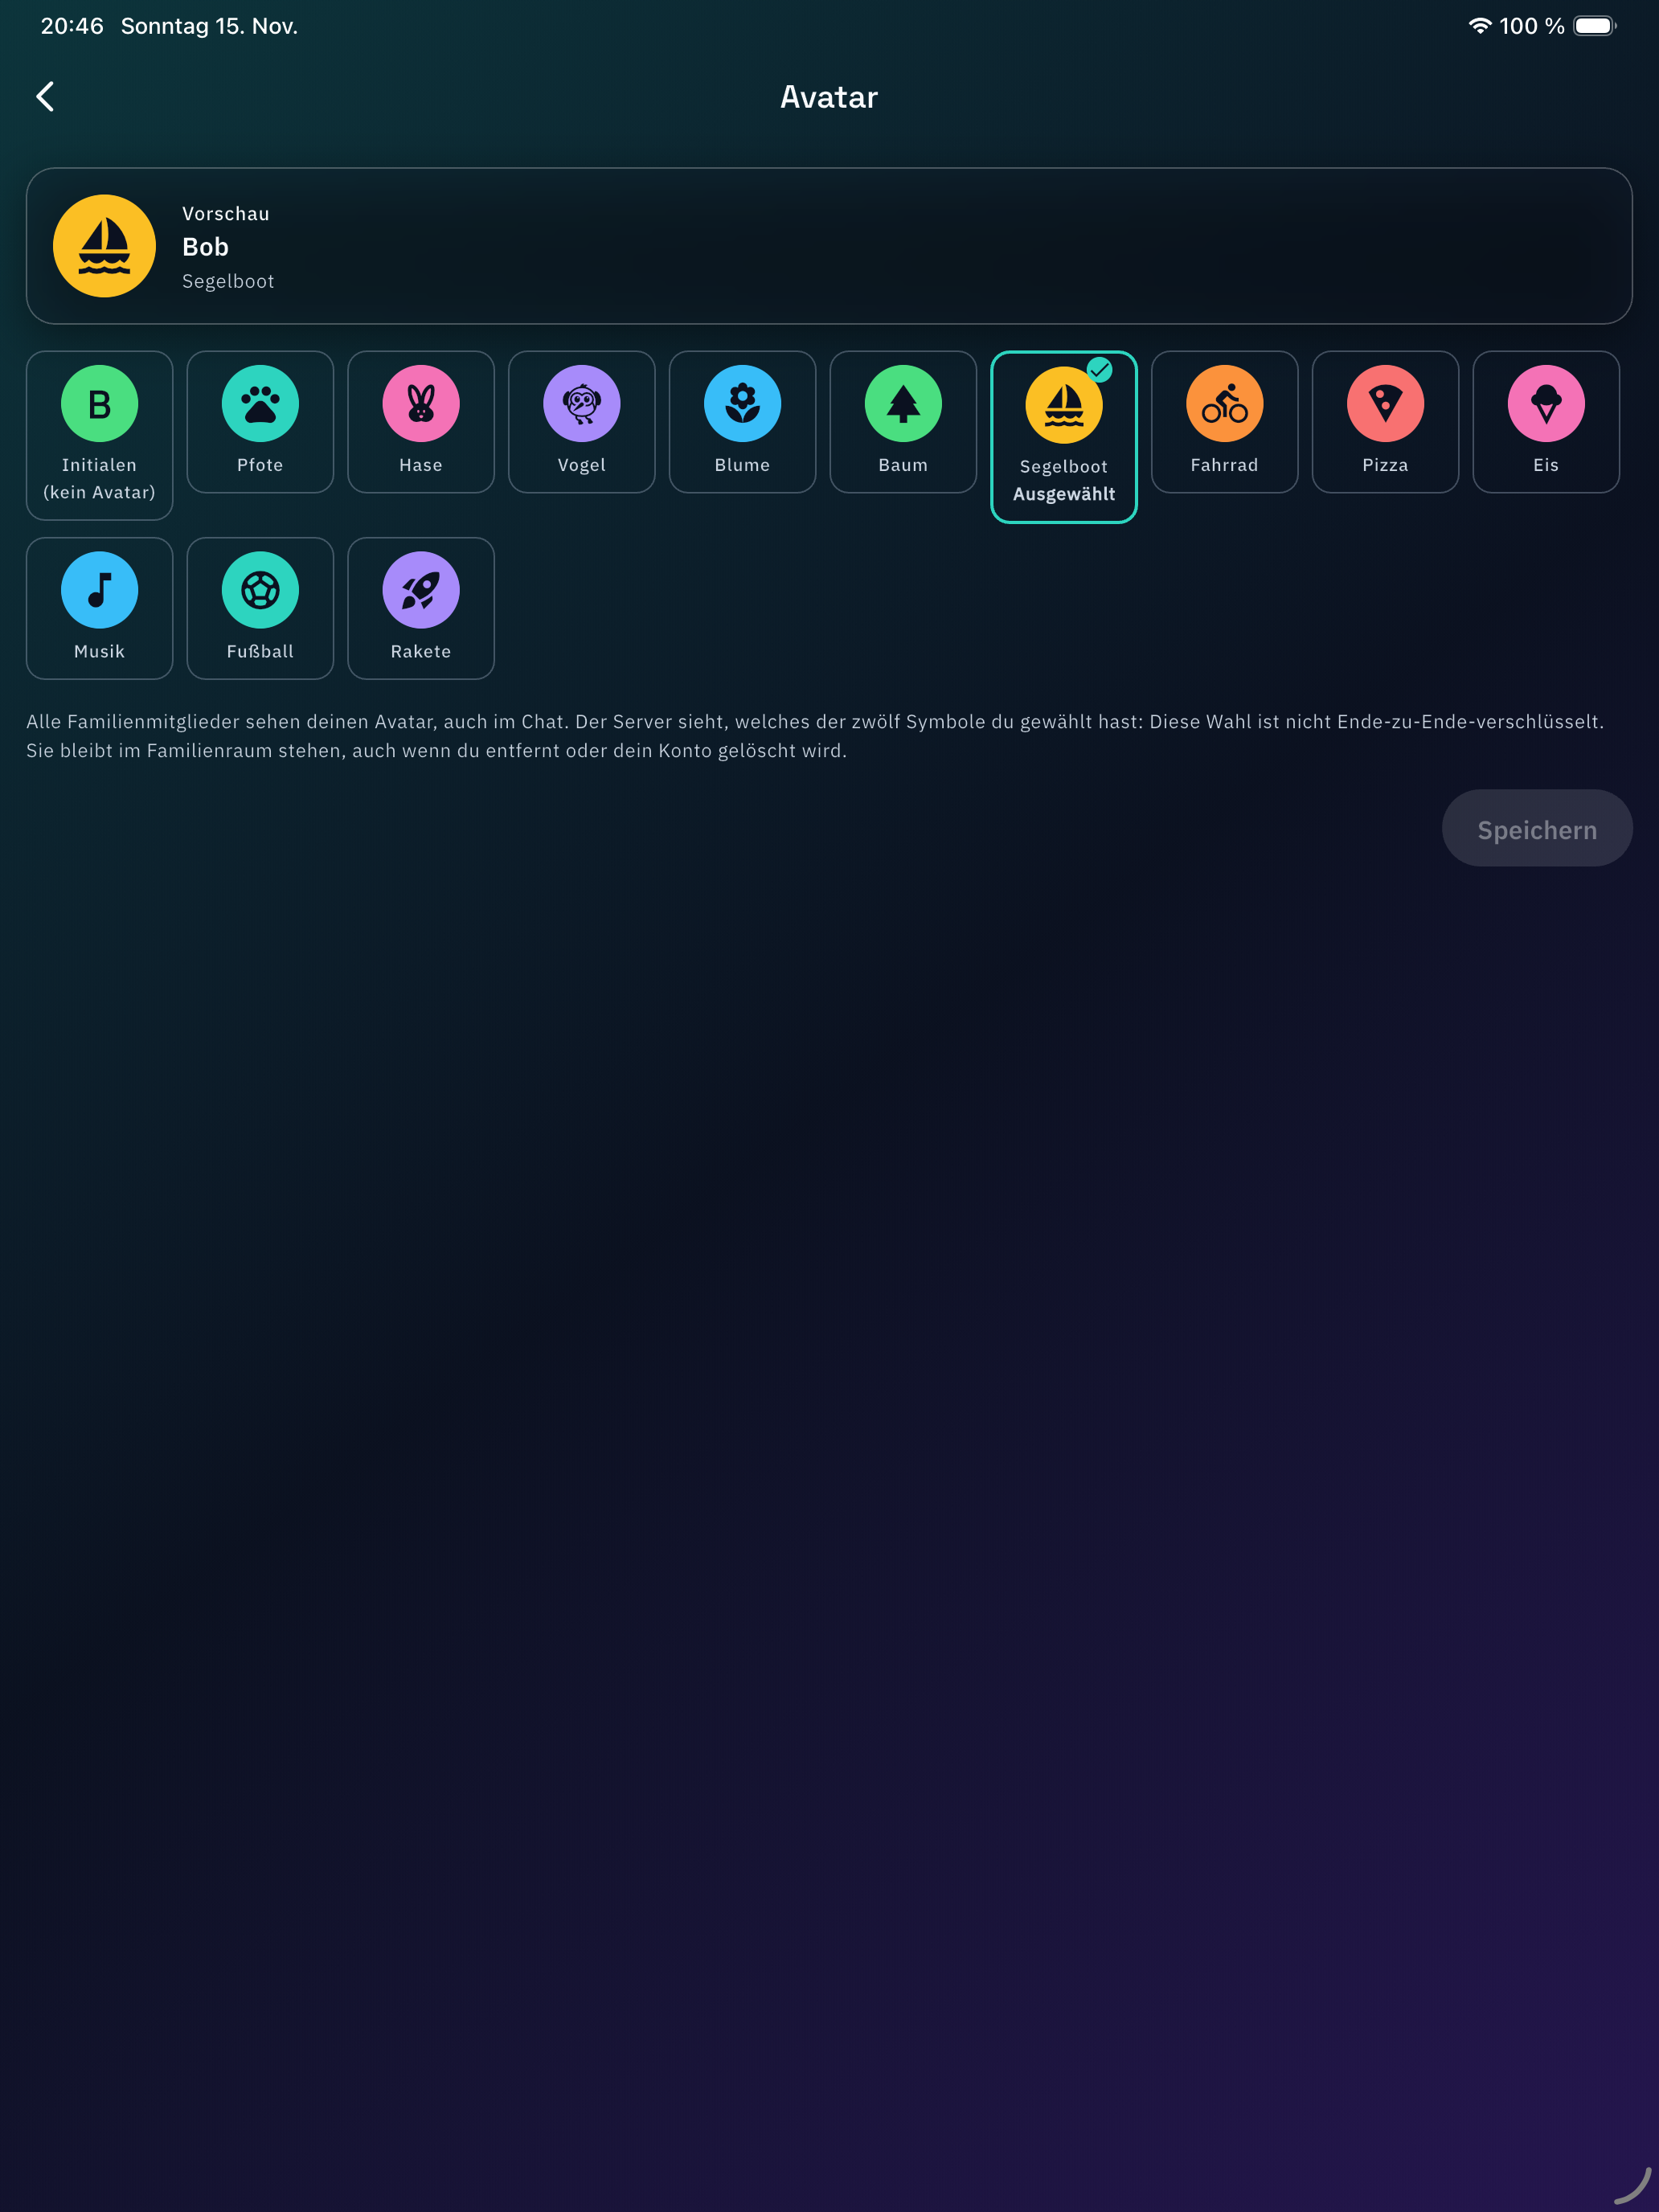 20:46 Sonntag 15. Nov.
100 %
Avatar
Vorschau
Bob
Segelboot
B
Initialen
(kein Avatar)
Pfote
Hase
Vogel
Blume
Baum
Segelboot
Ausgewählt
Fahrrad
Pizza
Eis
Musik
Fußball
Rakete
Alle Familienmitglieder sehen deinen Avatar, auch im Chat. Der Server sieht, welches der zwölf Symbole du gewählt hast: Diese Wahl ist nicht Ende-zu-Ende-verschlüsselt.
Sie bleibt im Familienraum stehen, auch wenn du entfernt oder dein Konto gelöscht wird.
Speichern